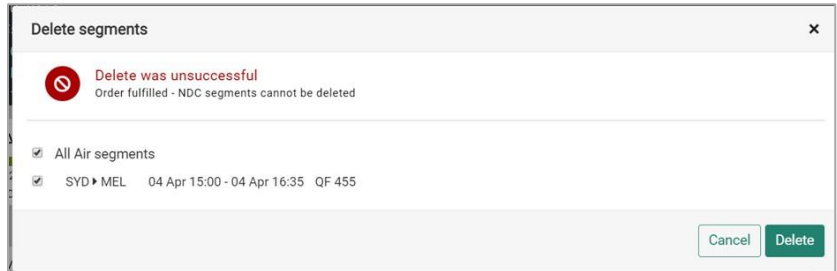 Delete segments
Delete was unsuccessful
Order fulfilled - NDC segments cannot be deleted
All Air segments
SYD ▸ MEL 04 Apr 15:00 - 04 Apr 16:35 QF 455
Cancel Delete